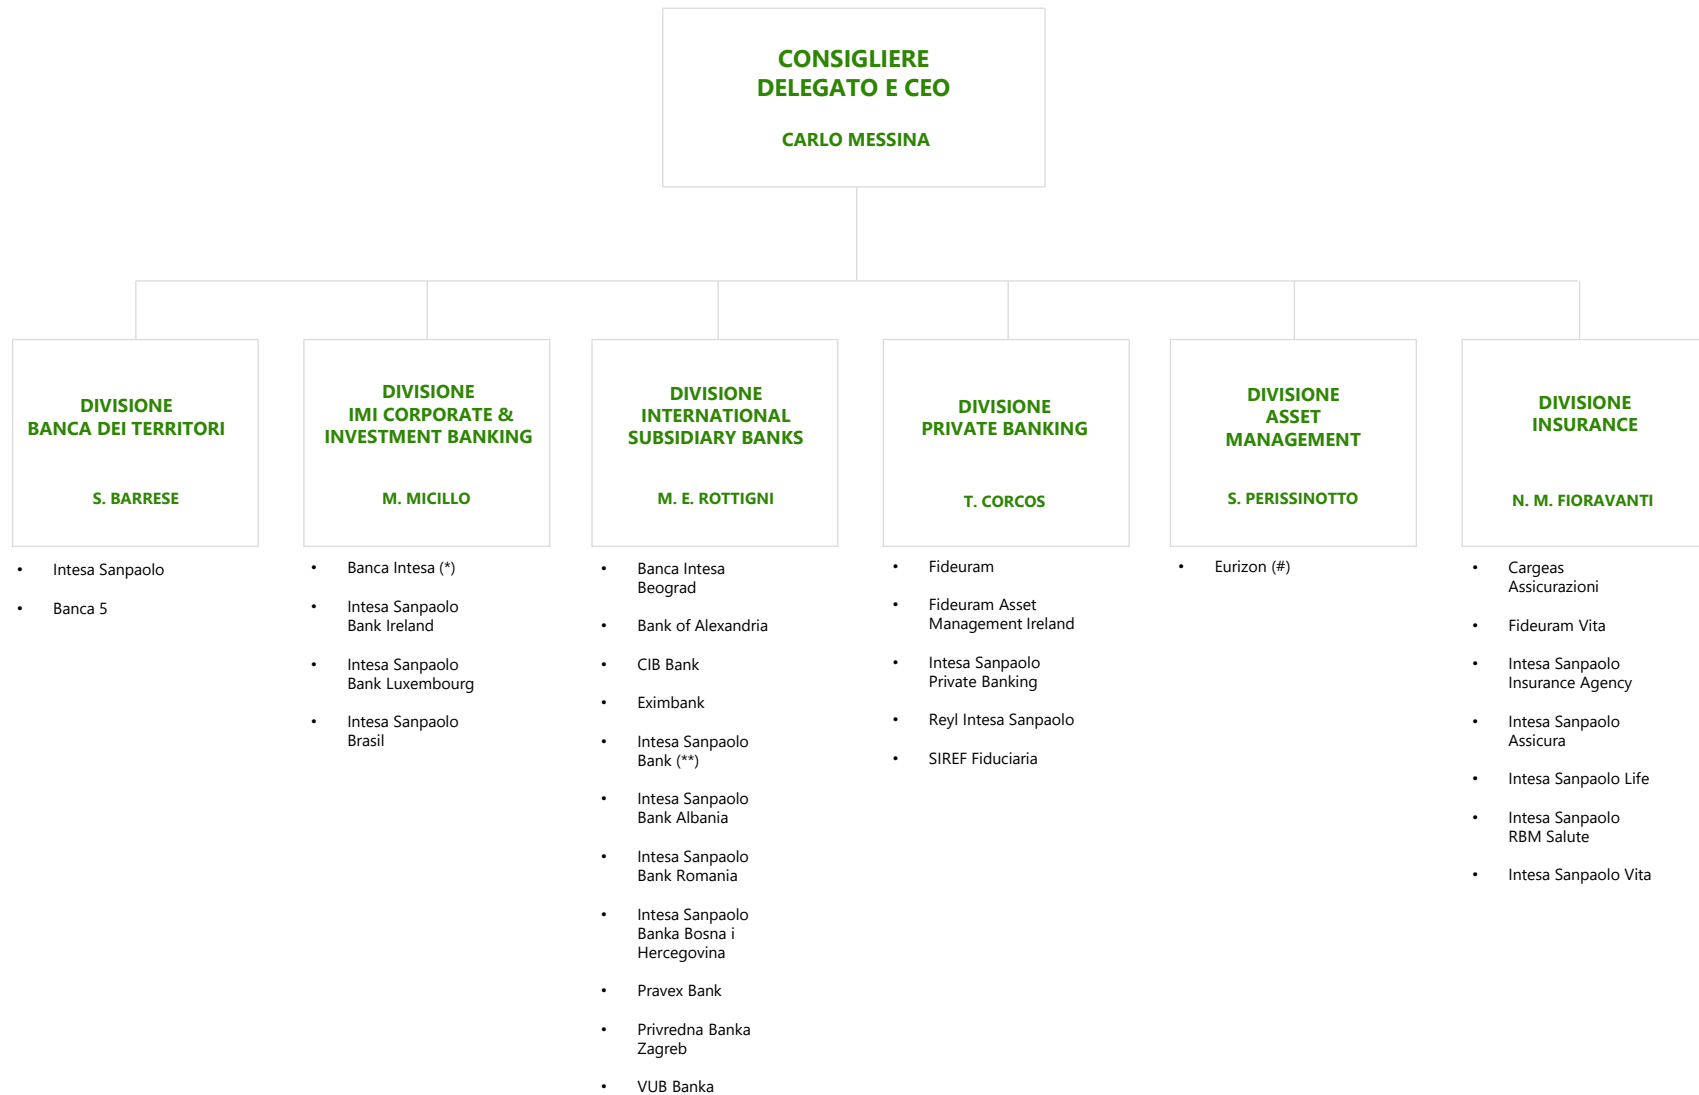 CONSIGLIERE
DELEGATO E CEO
CARLO MESSINA
DIVISIONE
BANCA DEI TERRITORI
S. BARRESE
• Intesa Sanpaolo
• Banca 5
DIVISIONE
IMI CORPORATE &
INVESTMENT BANKING
M. MICILLO
• Banca Intesa (*)
• Intesa Sanpaolo
Bank Ireland
• Intesa Sanpaolo
Bank Luxembourg
• Intesa Sanpaolo
Brasil
DIVISIONE
INTERNATIONAL
SUBSIDIARY BANKS
M. E. ROTTIGNI
• Banca Intesa
Beograd
• Bank of Alexandria
• CIB Bank
• Eximbank
• Intesa Sanpaolo
Bank (**)
• Intesa Sanpaolo
Bank Albania
• Intesa Sanpaolo
Bank Romania
• Intesa Sanpaolo
Banka Bosna i
Hercegovina
• Pravex Bank
• Privredna Banka
Zagreb
• VUB Banka
DIVISIONE
PRIVATE BANKING
T. CORCOS
• Fideuram
• Fideuram Asset
Management Ireland
• Intesa Sanpaolo
Private Banking
• Reyl Intesa Sanpaolo
• SIREF Fiduciaria
DIVISIONE
ASSET
MANAGEMENT
S. PERISSINOTTO
• Eurizon (#)
DIVISIONE
INSURANCE
N. M. FIORAVANTI
• Cargeas
Assicurazioni
• Fideuram Vita
• Intesa Sanpaolo
Insurance Agency
• Intesa Sanpaolo
Assicura
• Intesa Sanpaolo Life
• Intesa Sanpaolo
RBM Salute
• Intesa Sanpaolo Vita